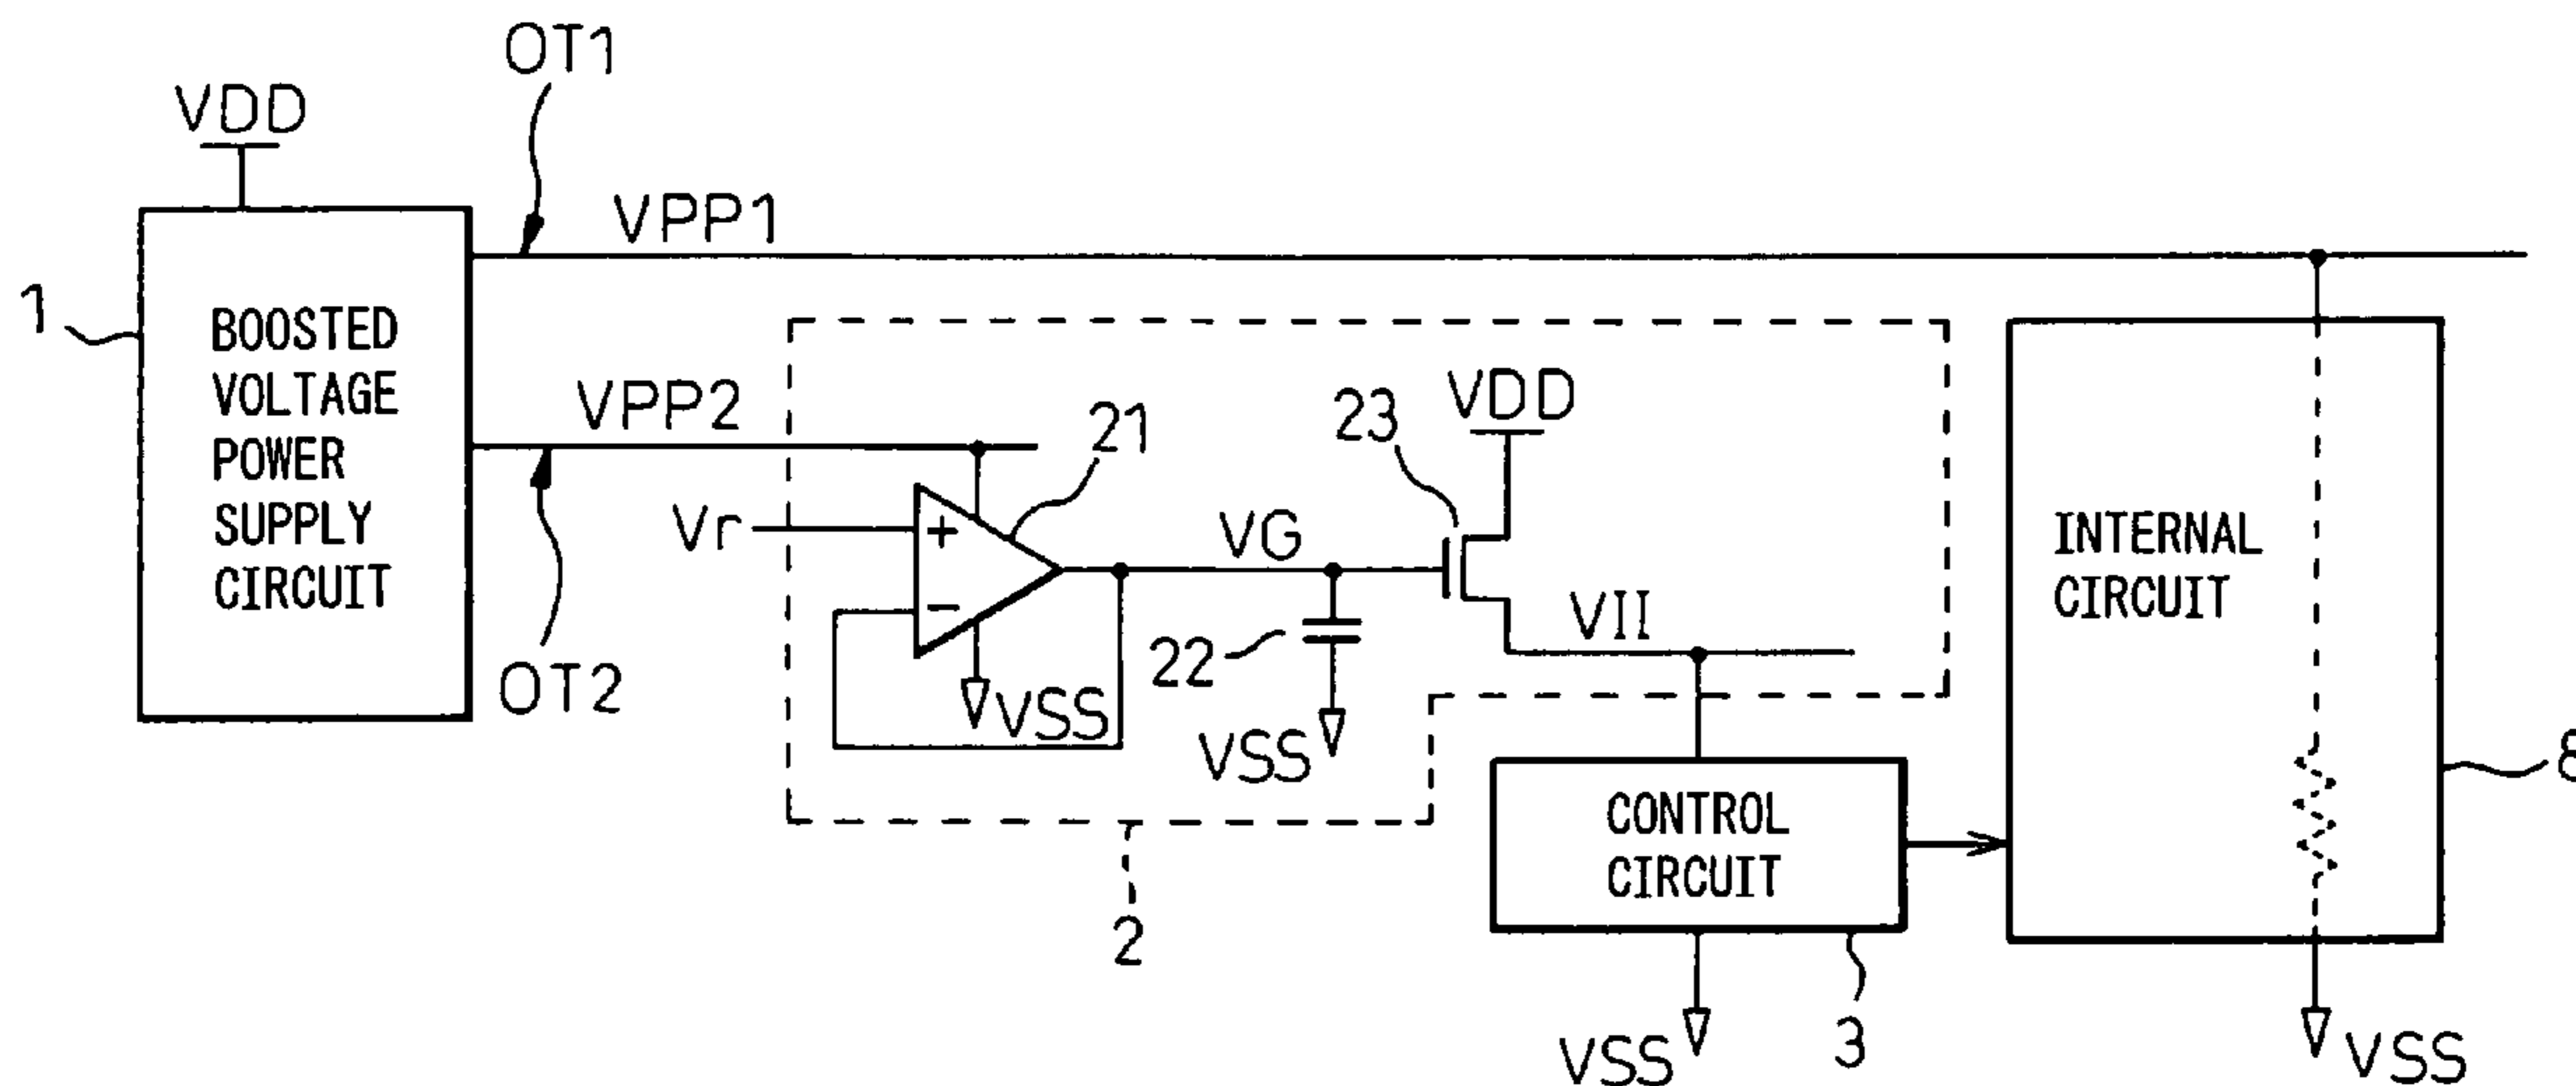 OT1
VDD
VPP1
1
BOOSTED
VOLTAGE
POWER
SUPPLY
CIRCUIT
VPP2
OT2
21
Vr
+
−
VSS
VG
22
VSS
23
VDD
VII
2
CONTROL
CIRCUIT
3
VSS
INTERNAL
CIRCUIT
8
VSS